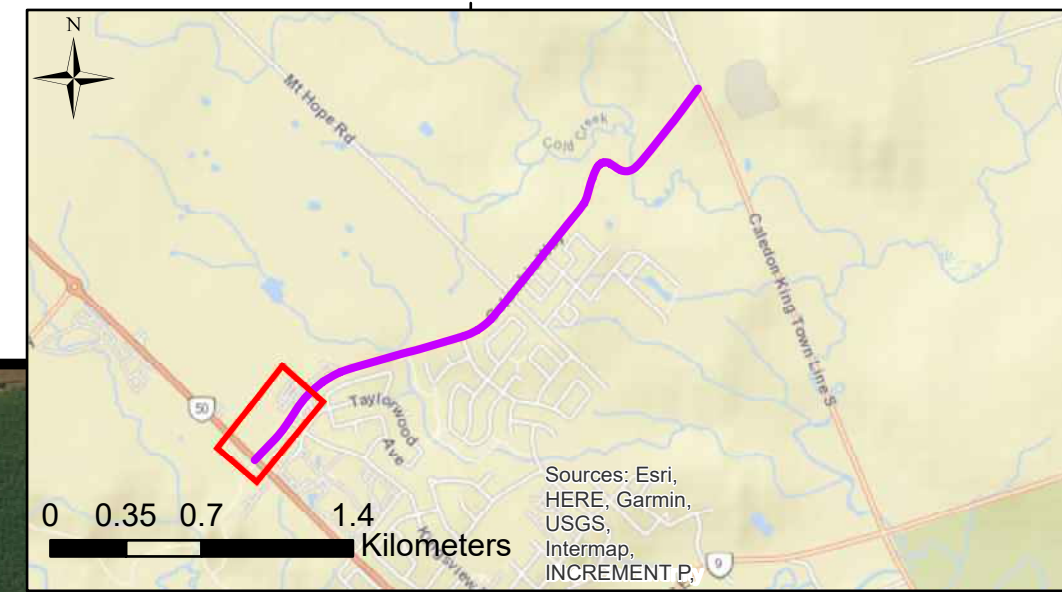 N
Mt Hope Rd
Cold Creek
Caledon King Town Line S
50
Taylorwood
Ave
Sources: Esri,
HERE, Garmin,
USGS,
Intermap,
INCREMENT P,
0 0.35 0.7 1.4
Kilometers
9